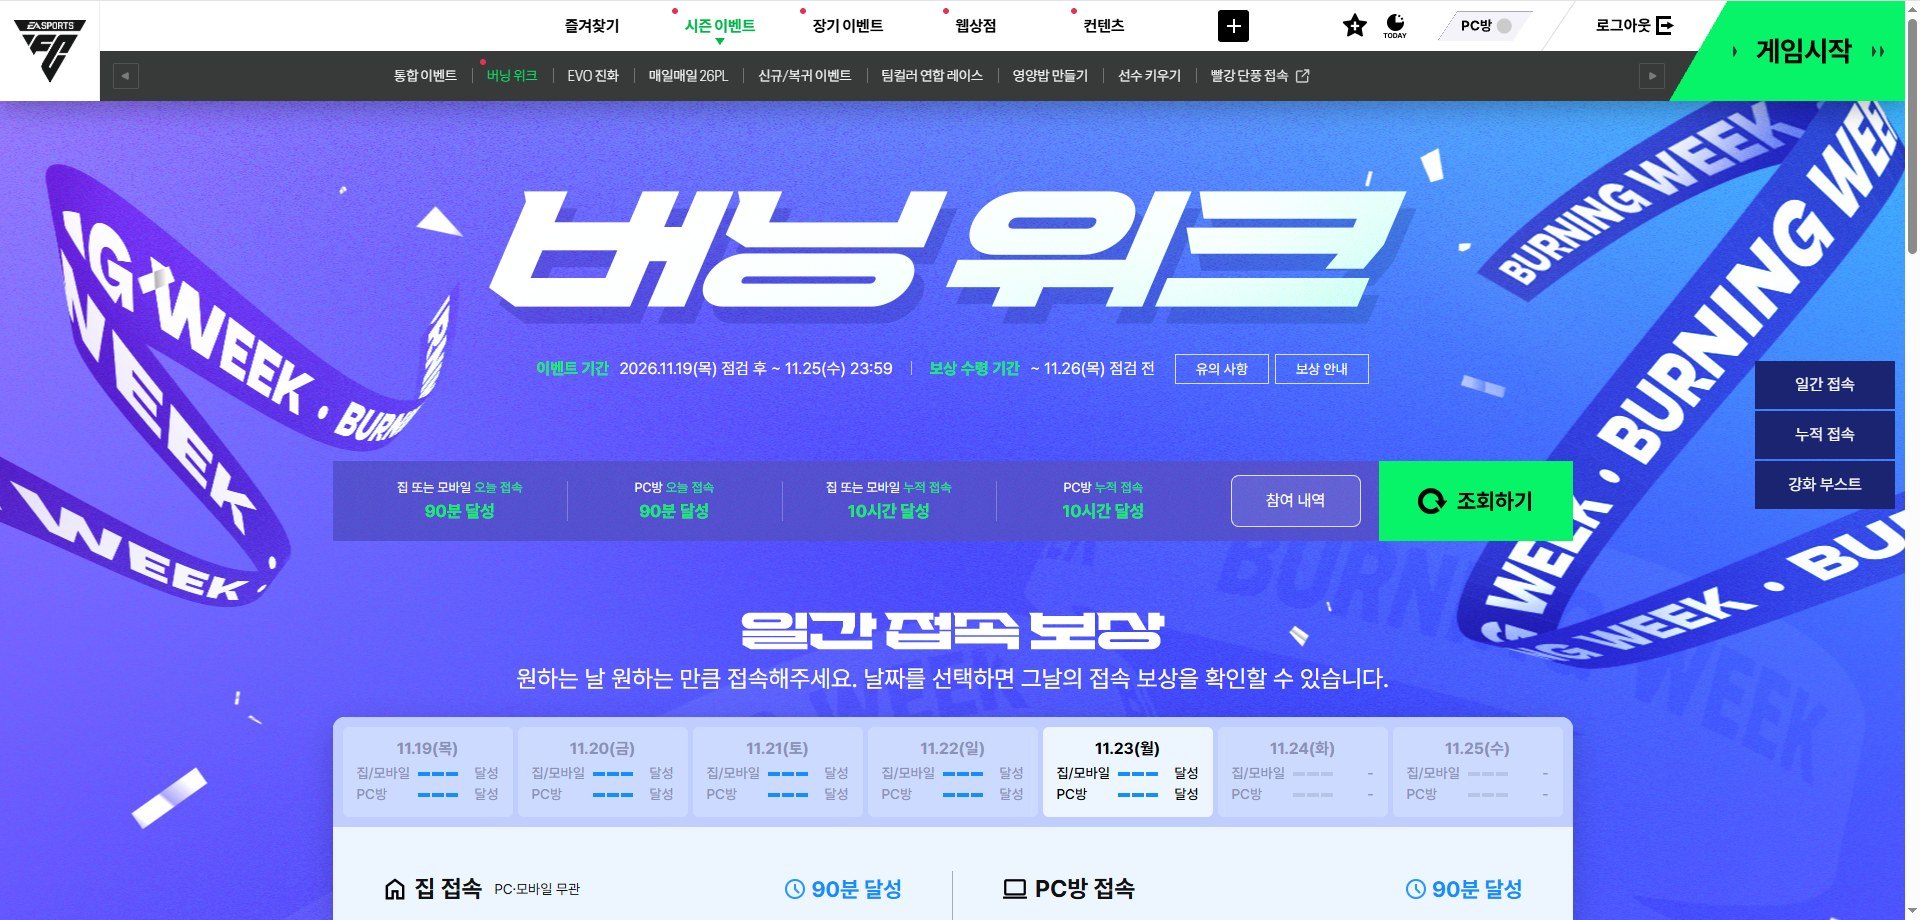 EA SPORTS
FC
즐겨찾기 시즌 이벤트 장기 이벤트 웹상점 컨텐츠
TODAY
PC방
로그아웃
게임시작
통합 이벤트 버닝 위크 EVO 진화 매일매일 26PL 신규/복귀 이벤트 팀컬러 연합 레이스 영양밥 만들기 선수 키우기 빨강 단풍 접속
NG WEEK · BURN
WEEK
WEEK ·
BURNING WEEK
WEEK · BURNING WEEK
NG WEEK · BU
버닝 위크
이벤트 기간 2026.11.19(목) 점검 후 ~ 11.25(수) 23:59 보상 수령 기간 ~ 11.26(목) 점검 전 유의 사항 보상 안내
일간 접속
누적 접속
강화 부스트
집 또는 모바일 오늘 접속
90분 달성
PC방 오늘 접속
90분 달성
집 또는 모바일 누적 접속
10시간 달성
PC방 누적 접속
10시간 달성
참여 내역
조회하기
일간 접속 보상
원하는 날 원하는 만큼 접속해주세요. 날짜를 선택하면 그날의 접속 보상을 확인할 수 있습니다.
11.19(목)
집/모바일 달성
PC방 달성
11.20(금)
집/모바일 달성
PC방 달성
11.21(토)
집/모바일 달성
PC방 달성
11.22(일)
집/모바일 달성
PC방 달성
11.23(월)
집/모바일 달성
PC방 달성
11.24(화)
집/모바일 -
PC방 -
11.25(수)
집/모바일 -
PC방 -
집 접속 PC·모바일 무관 90분 달성
PC방 접속 90분 달성